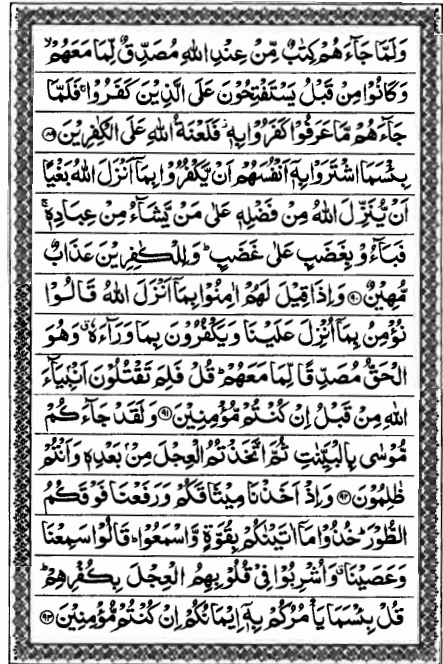 وَلَمَّا جَآءَهُمْ كِتٰبٌ مِّنْ عِنْدِ اللّٰهِ مُصَدِّقٌ لِّمَا مَعَهُمْ ۙ
وَكَانُوْا مِنْ قَبْلُ يَسْتَفْتِحُوْنَ عَلَى الَّذِيْنَ كَفَرُوْا ۚ فَلَمَّا
جَآءَهُمْ مَّا عَرَفُوْا كَفَرُوْا بِهٖ ؗ فَلَعْنَةُ اللّٰهِ عَلَى الْكٰفِرِيْنَ ﴿۸۹﴾
بِئْسَمَا اشْتَرَوْا بِهٖۤ اَنْفُسَهُمْ اَنْ يَّكْفُرُوْا بِمَاۤ اَنْزَلَ اللّٰهُ بَغْيًا
اَنْ يُّنَزِّلَ اللّٰهُ مِنْ فَضْلِهٖ عَلٰى مَنْ يَّشَآءُ مِنْ عِبَادِهٖ ۚ
فَبَآءُوْ بِغَضَبٍ عَلٰى غَضَبٍ ؕ وَلِلْكٰفِرِيْنَ عَذَابٌ
مُّهِيْنٌ ﴿۹۰﴾ وَاِذَا قِيْلَ لَهُمْ اٰمِنُوْا بِمَاۤ اَنْزَلَ اللّٰهُ قَالُوْا
نُؤْمِنُ بِمَاۤ اُنْزِلَ عَلَيْنَا وَيَكْفُرُوْنَ بِمَا وَرَآءَهٗ ۗ وَهُوَ
الْحَقُّ مُصَدِّقًا لِّمَا مَعَهُمْ ؕ قُلْ فَلِمَ تَقْتُلُوْنَ اَنْۢبِيَآءَ
اللّٰهِ مِنْ قَبْلُ اِنْ كُنْتُمْ مُّؤْمِنِيْنَ ﴿۹۱﴾ وَلَقَدْ جَآءَكُمْ
مُّوْسٰى بِالْبَيِّنٰتِ ثُمَّ اتَّخَذْتُمُ الْعِجْلَ مِنْۢ بَعْدِهٖ وَاَنْتُمْ
ظٰلِمُوْنَ ﴿۹۲﴾ وَاِذْ اَخَذْنَا مِيْثَاقَكُمْ وَرَفَعْنَا فَوْقَكُمُ
الطُّوْرَ ؕ خُذُوْا مَاۤ اٰتَيْنٰكُمْ بِقُوَّةٍ وَّاسْمَعُوْا ؕ قَالُوْا سَمِعْنَا
وَعَصَيْنَا ۗ وَاُشْرِبُوْا فِيْ قُلُوْبِهِمُ الْعِجْلَ بِكُفْرِهِمْ ؕ
قُلْ بِئْسَمَا يَاْمُرُكُمْ بِهٖۤ اِيْمَانُكُمْ اِنْ كُنْتُمْ مُّؤْمِنِيْنَ ﴿۹۳﴾